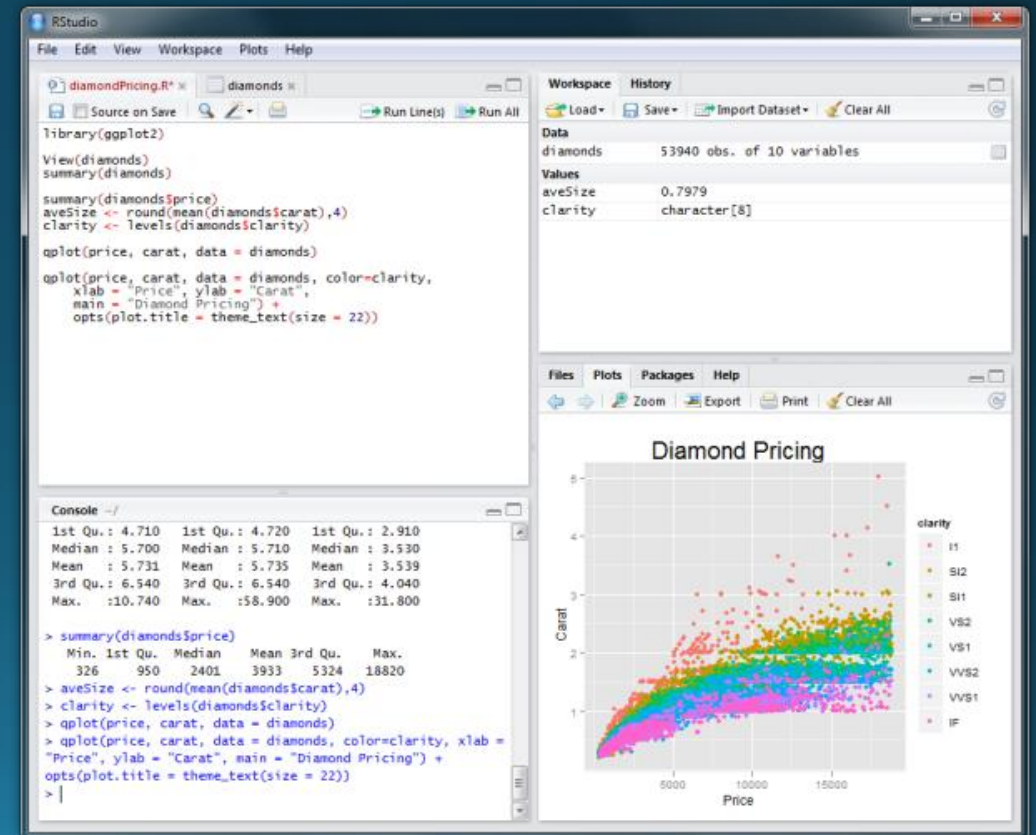 RStudio
File Edit View Workspace Plots Help
diamondPricing.R* diamonds
Source on Save Run Line(s) Run All
library(ggplot2)
View(diamonds)
summary(diamonds)
summary(diamonds$price)
aveSize <- round(mean(diamonds$carat),4)
clarity <- levels(diamonds$clarity)
qplot(price, carat, data = diamonds)
qplot(price, carat, data = diamonds, color=clarity,
xlab = "Price", ylab = "Carat",
main = "Diamond Pricing") +
opts(plot.title = theme_text(size = 22))
Console ~/
1st Qu.: 4.710 1st Qu.: 4.720 1st Qu.: 2.910
Median : 5.700 Median : 5.710 Median : 3.530
Mean : 5.731 Mean : 5.735 Mean : 3.539
3rd Qu.: 6.540 3rd Qu.: 6.540 3rd Qu.: 4.040
Max. :10.740 Max. :58.900 Max. :31.800
> summary(diamonds$price)
Min. 1st Qu. Median Mean 3rd Qu. Max.
326 950 2401 3933 5324 18820
> aveSize <- round(mean(diamonds$carat),4)
> clarity <- levels(diamonds$clarity)
> qplot(price, carat, data = diamonds)
> qplot(price, carat, data = diamonds, color=clarity, xlab =
"Price", ylab = "Carat", main = "Diamond Pricing") +
opts(plot.title = theme_text(size = 22))
>
Workspace History
Load Save Import Dataset Clear All
Data
diamonds 53940 obs. of 10 variables
Values
aveSize 0.7979
clarity character[8]
Files Plots Packages Help
Zoom Export Print Clear All
Diamond Pricing
5
4
3
2
1
Carat
5000 10000 15000
Price
clarity
I1
SI2
SI1
VS2
VS1
VVS2
VVS1
IF